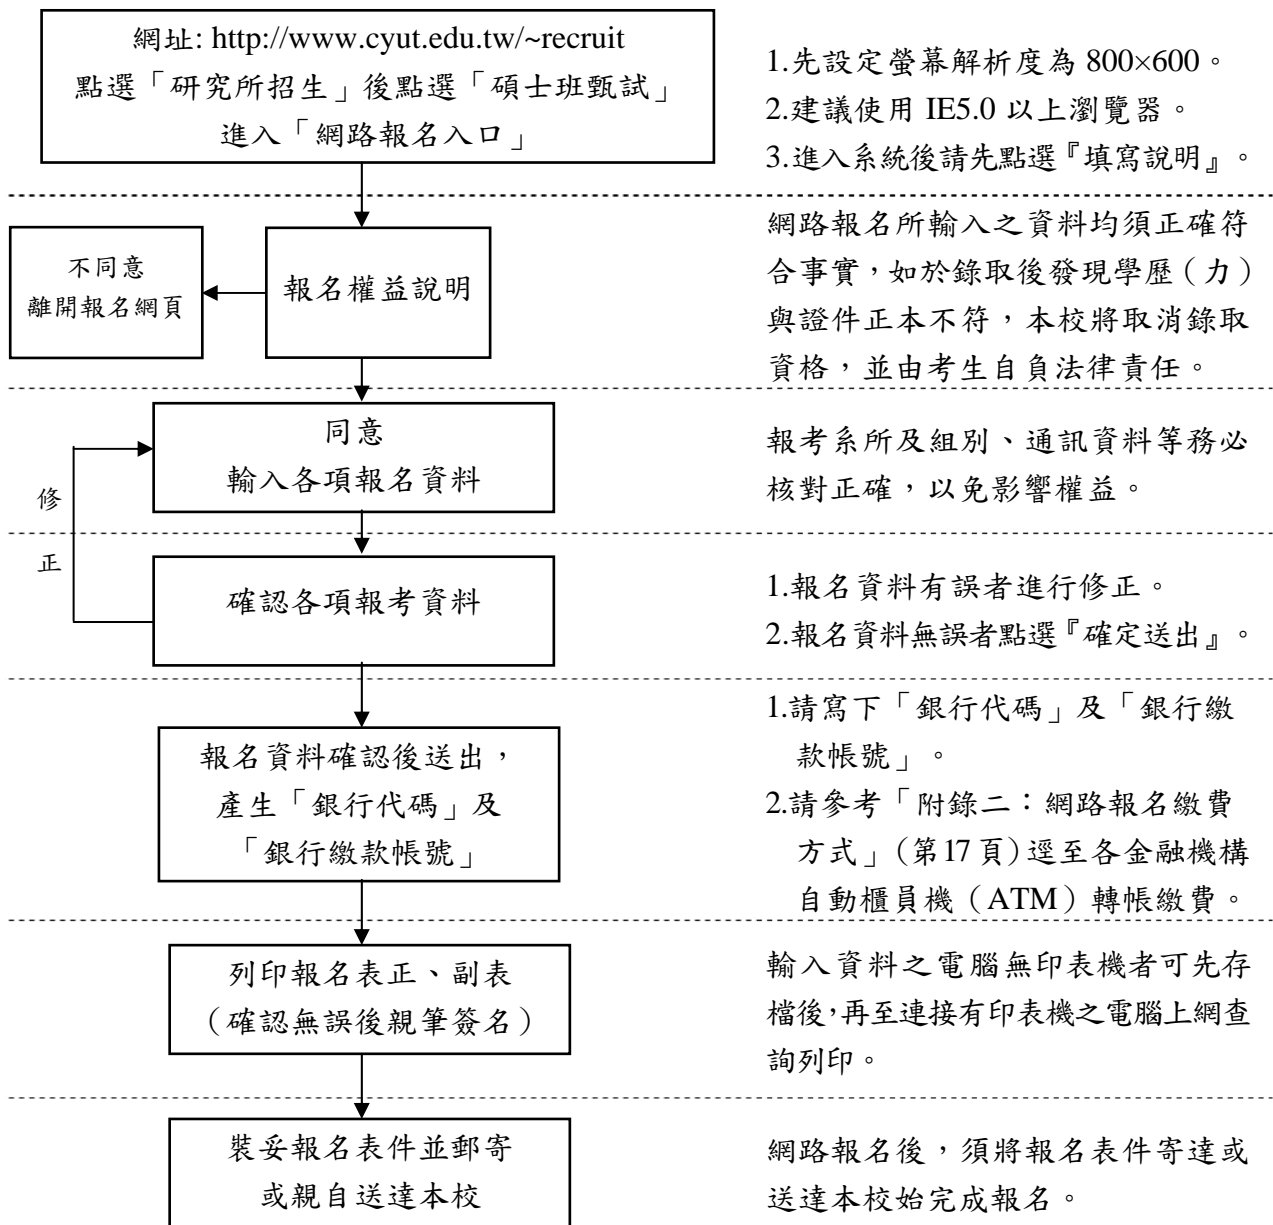 網址: http://www.cyut.edu.tw/~recruit
點選「研究所招生」後點選「碩士班甄試」
進入「網路報名入口」
1.先設定螢幕解析度為 800×600。
2.建議使用 IE5.0 以上瀏覽器。
3.進入系統後請先點選『填寫說明』。
不同意
離開報名網頁
報名權益說明
網路報名所輸入之資料均須正確符
合事實，如於錄取後發現學歷（力）
與證件正本不符，本校將取消錄取
資格，並由考生自負法律責任。
同意
輸入各項報名資料
報考系所及組別、通訊資料等務必
核對正確，以免影響權益。
修
正
確認各項報考資料
1.報名資料有誤者進行修正。
2.報名資料無誤者點選『確定送出』。
報名資料確認後送出，
產生「銀行代碼」及
「銀行繳款帳號」
1.請寫下「銀行代碼」及「銀行繳
款帳號」。
2.請參考「附錄二：網路報名繳費
方式」(第17頁)逕至各金融機構
自動櫃員機（ATM）轉帳繳費。
列印報名表正、副表
（確認無誤後親筆簽名）
輸入資料之電腦無印表機者可先存
檔後，再至連接有印表機之電腦上網查
詢列印。
裝妥報名表件並郵寄
或親自送達本校
網路報名後，須將報名表件寄達或
送達本校始完成報名。